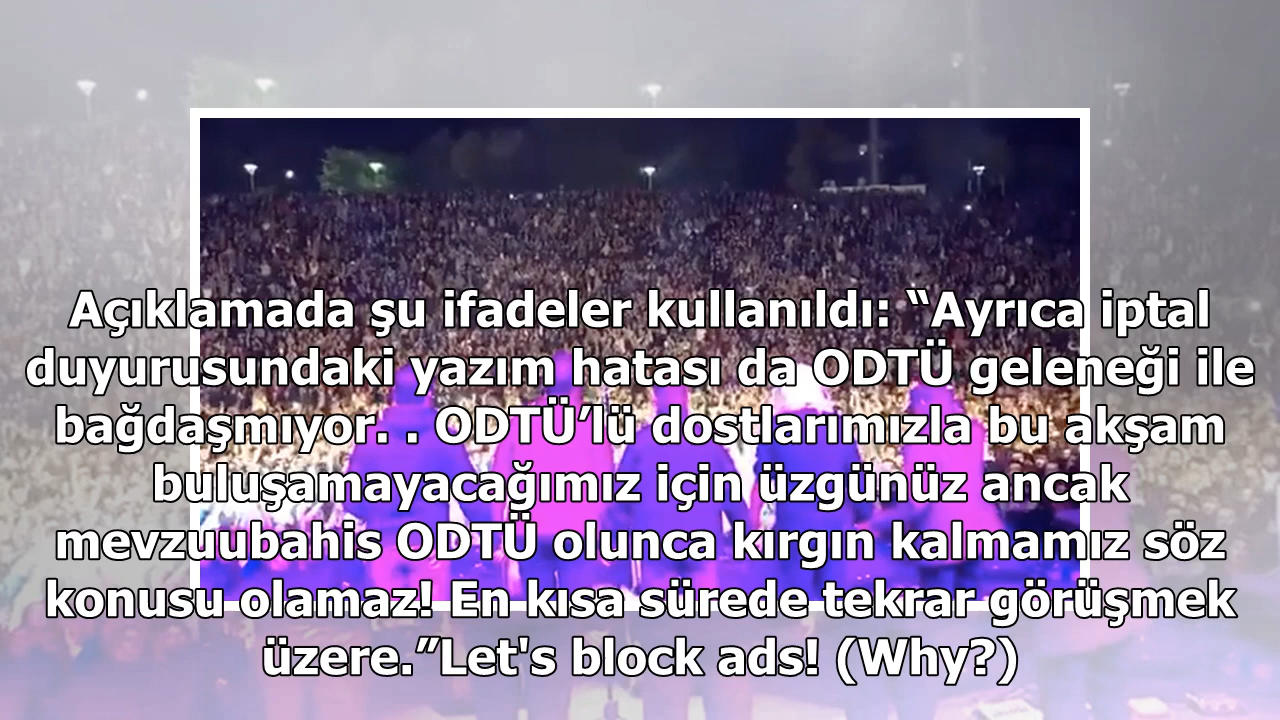 Açıklamada şu ifadeler kullanıldı: “Ayrıca iptal
duyurusundaki yazım hatası da ODTÜ geleneği ile
bağdaşmıyor. . ODTÜ’lü dostlarımızla bu akşam
buluşamayacağımız için üzgünüz ancak
mevzuubahis ODTÜ olunca kırgın kalmamız söz
konusu olamaz! En kısa sürede tekrar görüşmek
üzere.”Let's block ads! (Why?)